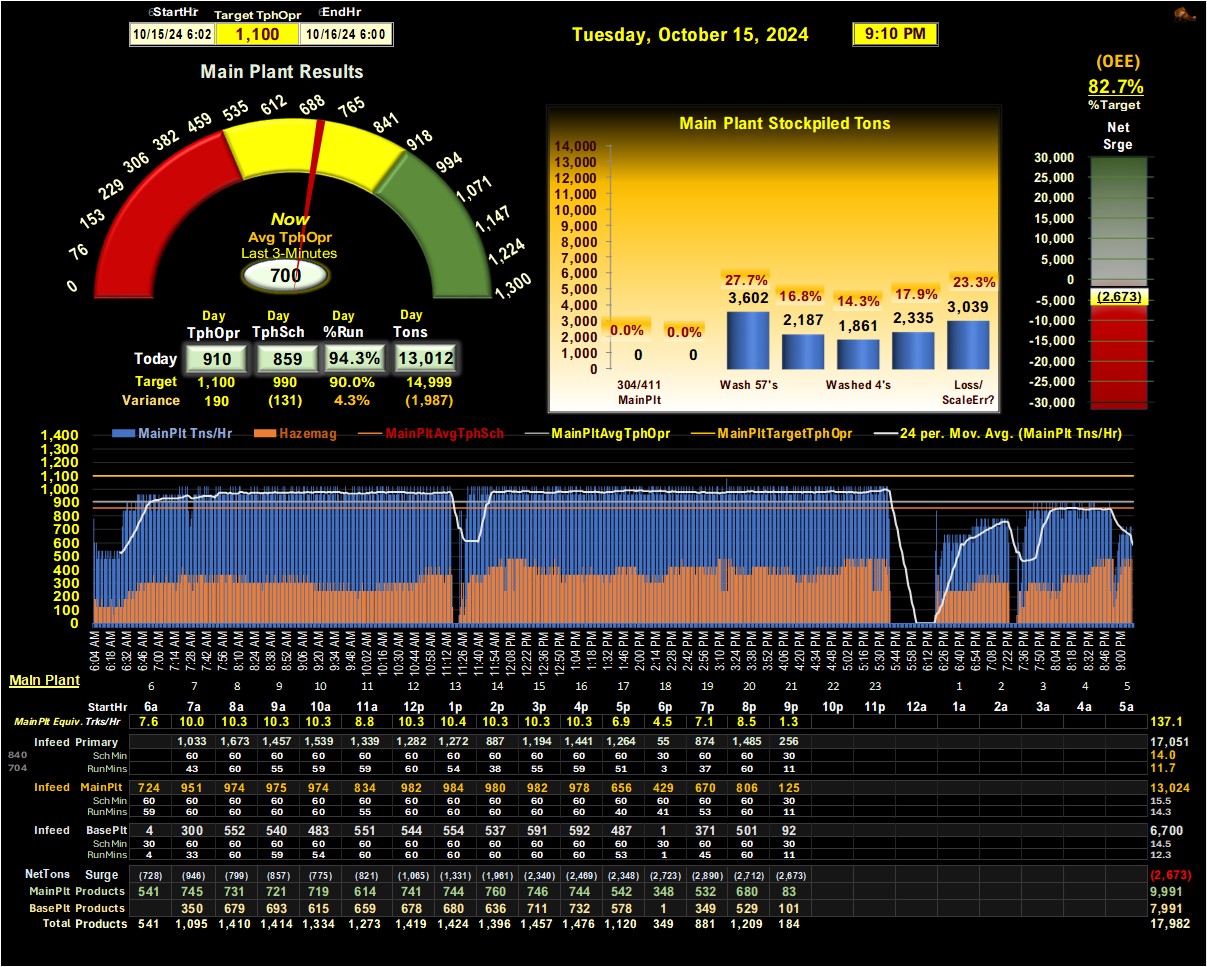 StartHr Target TphOpr EndHr
10/15/24 6:02 1,100 10/16/24 6:00
Tuesday, October 15, 2024 9:10 PM
(OEE)
82.7%
%Target
Net
Srge
30,000
25,000
20,000
15,000
10,000
5,000
0
-5,000
(2,673)
-10,000
-15,000
-20,000
-25,000
-30,000
Main Plant Results
0 76 153 229 306 382 459 535 612 688 765 841 918 994 1,071 1,147 1,224 1,300
Now
Avg TphOpr
Last 3-Minutes
700
Day Day Day Day
TphOpr TphSch %Run Tons
Today 910 859 94.3% 13,012
Target 1,100 990 90.0% 14,999
Variance 190 (131) 4.3% (1,987)
Main Plant Stockpiled Tons
14,000
13,000
12,000
11,000
10,000
9,000
8,000
7,000
6,000
5,000
4,000
3,000
2,000
1,000
0
0.0% 0.0% 27.7% 16.8% 14.3% 17.9% 23.3%
0 0 3,602 2,187 1,861 2,335 3,039
304/411 Wash 57's Washed 4's Loss/
MainPlt ScaleErr?
MainPlt Tns/Hr Hazemag MainPltAvgTphSch MainPltAvgTphOpr MainPltTargetTphOpr 24 per. Mov. Avg. (MainPlt Tns/Hr)
1,400
1,300
1,200
1,100
1,000
900
800
700
600
500
400
300
200
100
0
6:04 AM 6:18 AM 6:32 AM 6:46 AM 7:00 AM 7:14 AM 7:28 AM 7:42 AM 7:56 AM 8:10 AM 8:24 AM 8:38 AM 8:52 AM 9:06 AM 9:20 AM 9:34 AM 9:48 AM 10:02 AM 10:16 AM 10:30 AM 10:44 AM 10:58 AM 11:12 AM 11:26 AM 11:40 AM 11:54 AM 12:08 PM 12:22 PM 12:36 PM 12:50 PM 1:04 PM 1:18 PM 1:32 PM 1:46 PM 2:00 PM 2:14 PM 2:28 PM 2:42 PM 2:56 PM 3:10 PM 3:24 PM 3:38 PM 3:52 PM 4:06 PM 4:20 PM 4:34 PM 4:48 PM 5:02 PM 5:16 PM 5:30 PM 5:44 PM 5:58 PM 6:12 PM 6:26 PM 6:40 PM 6:54 PM 7:08 PM 7:22 PM 7:36 PM 7:50 PM 8:04 PM 8:18 PM 8:32 PM 8:46 PM 9:00 PM
Main Plant
6 7 8 9 10 11 13 14 15 16 17 18 19 20 21 22 23 1 2 3 4 5
StartHr 6a 7a 8a 9a 10a 11a 12p 1p 2p 3p 4p 5p 6p 7p 8p 9p 10p 11p 12a 1a 2a 3a 4a 5a
MainPlt Equiv. Trks/Hr 7.6 10.0 10.3 10.3 10.3 8.8 10.3 10.4 10.3 10.3 10.3 6.9 4.5 7.1 8.5 1.3 137.1
Infeed Primary 1,033 1,673 1,457 1,539 1,339 1,282 1,272 887 1,194 1,441 1,264 55 874 1,485 256 17,051
840 Sch Min 60 60 60 60 60 60 60 60 60 60 60 30 60 60 30 14.0
704 RunMins 43 60 55 59 59 60 54 38 55 59 51 3 37 60 11 11.7
Infeed MainPlt 724 951 974 975 974 834 982 984 980 982 978 656 429 670 806 125 13,024
Sch Min 60 60 60 60 60 60 60 60 60 60 60 60 60 60 60 30 15.5
RunMins 59 60 60 60 60 55 60 60 60 60 60 40 41 53 60 11 14.3
Infeed BasePlt 4 300 552 540 483 551 544 554 537 591 592 487 1 371 501 92 6,700
Sch Min 30 60 60 60 60 60 60 60 60 60 60 60 30 60 60 30 14.5
RunMins 4 33 60 59 54 60 60 60 60 60 60 53 1 45 60 11 12.3
NetTons Surge (728) (946) (799) (857) (775) (821) (1,065) (1,331) (1,961) (2,340) (2,469) (2,348) (2,723) (2,890) (2,712) (2,673) (2,673)
MainPlt Products 541 745 731 721 719 614 741 744 760 746 744 542 348 532 680 83 9,991
BasePlt Products 350 679 693 615 659 678 680 636 711 732 578 1 349 529 101 7,991
Total Products 541 1,095 1,410 1,414 1,334 1,273 1,419 1,424 1,396 1,457 1,476 1,120 349 881 1,209 184 17,982